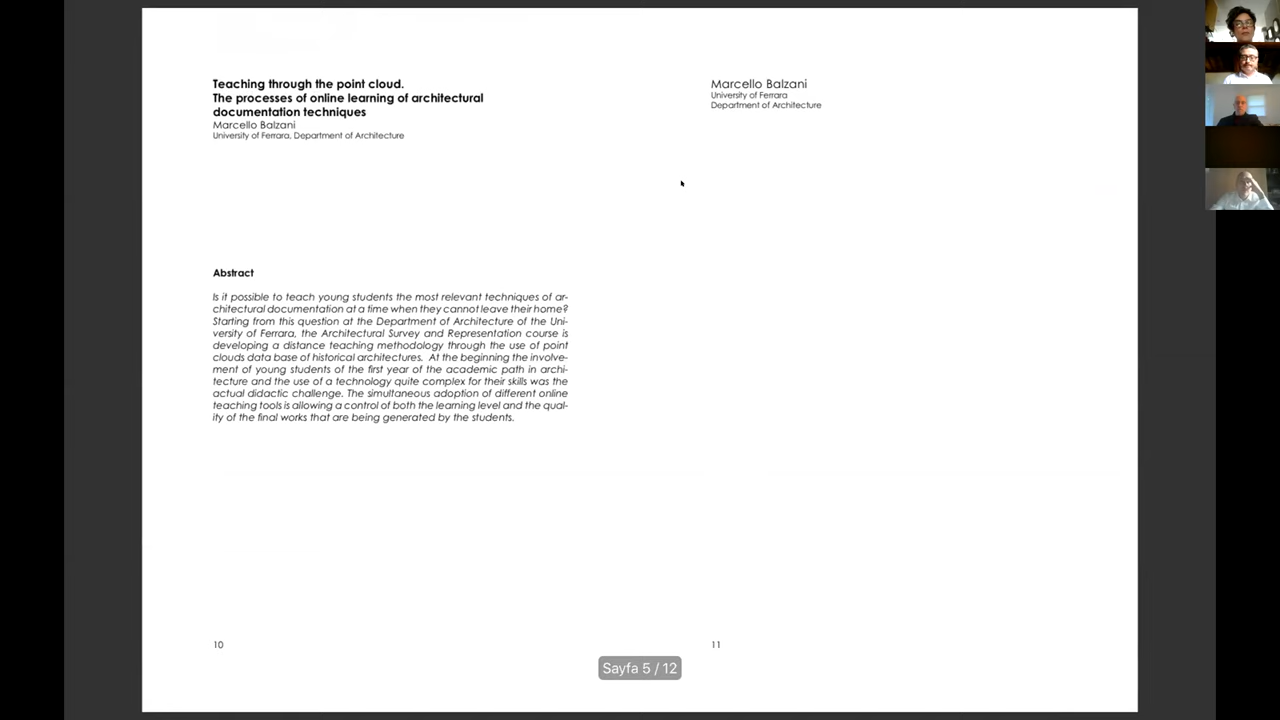 Teaching through the point cloud.
The processes of online learning of architectural
documentation techniques
Marcello Balzani
University of Ferrara, Department of Architecture
Abstract
Is it possible to teach young students the most relevant techniques of ar-
chitectural documentation at a time when they cannot leave their home?
Starting from this question at the Department of Architecture of the Uni-
versity of Ferrara, the Architectural Survey and Representation course is
developing a distance teaching methodology through the use of point
clouds data base of historical architectures. At the beginning the involve-
ment of young students of the first year of the academic path in archi-
tecture and the use of a technology quite complex for their skills was the
actual didactic challenge. The simultaneous adoption of different online
teaching tools is allowing a control of both the learning level and the qual-
ity of the final works that are being generated by the students.
10
Marcello Balzani
University of Ferrara
Department of Architecture
11
Sayfa 5 / 12